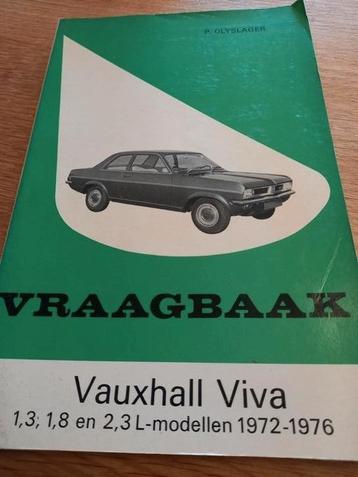 P. OLYSLAGER
VRAAGBAAK
Vauxhall Viva
1,3; 1,8 en 2,3 L-modellen 1972-1976